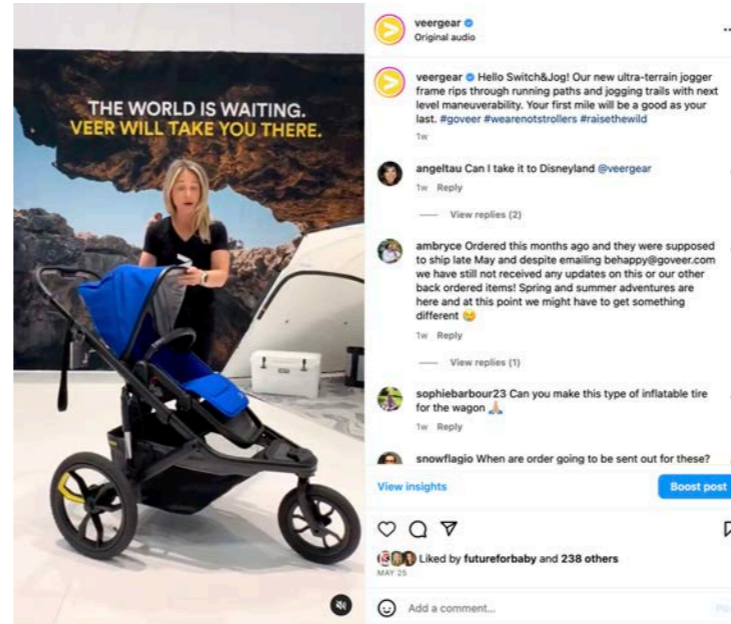 THE WORLD IS WAITING.
VEER WILL TAKE YOU THERE.
veergear
Original audio
veergear Hello Switch&Jog! Our new ultra-terrain jogger
frame rips through running paths and jogging trails with next
level maneuverability. Your first mile will be a good as your
last. #goveer #wearenotstrollers #raisethewild
1w
angeltau Can I take it to Disneyland @veergear
1w Reply
View replies (2)
ambryce Ordered this months ago and they were supposed
to ship late May and despite emailing behappy@goveer.com
we have still not received any updates on this or our other
back ordered items! Spring and summer adventures are
here and at this point we might have to get something
different 😢
1w Reply
View replies (1)
sophiebarbour23 Can you make this type of inflatable tire
for the wagon 🙏🏼
1w Reply
snowflagio When are order going to be sent out for these?
View insights
Boost post
Liked by futureforbaby and 238 others
MAY 25
Add a comment...